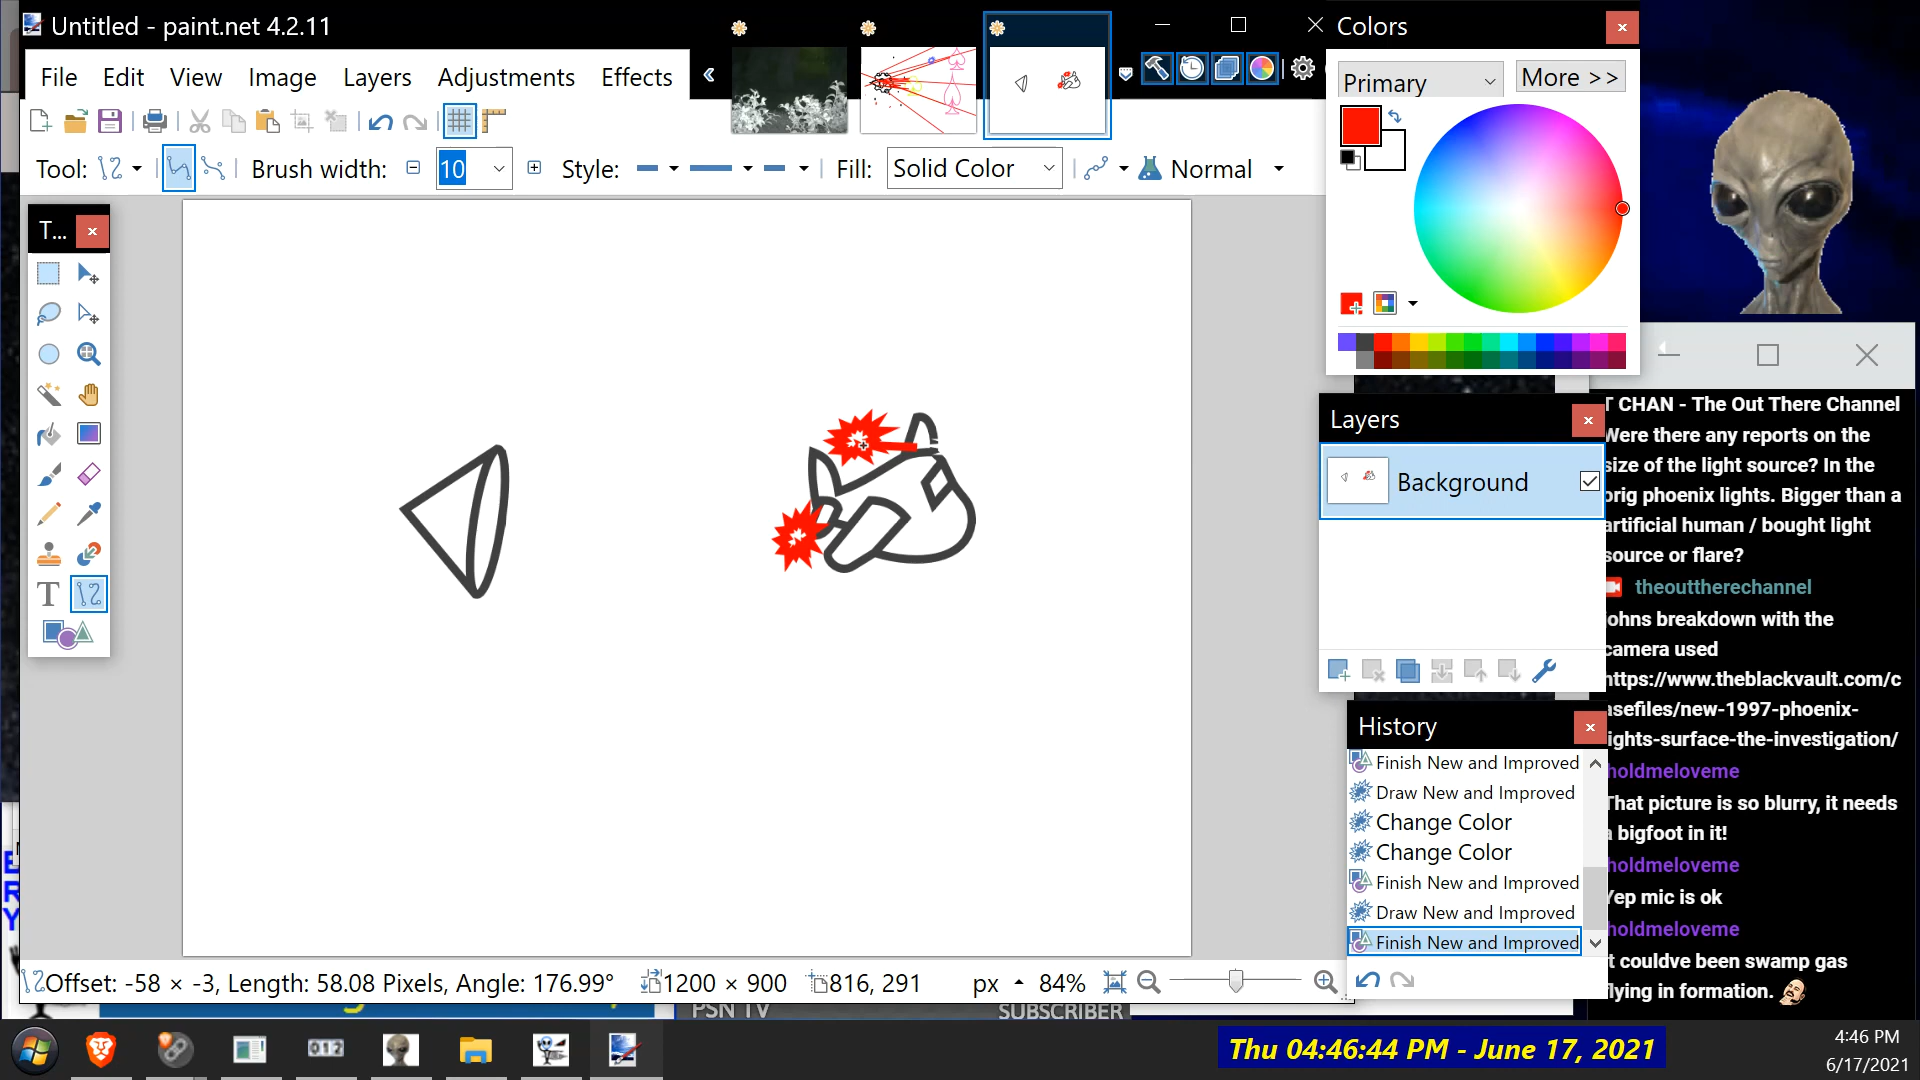 Untitled - paint.net 4.2.11
File Edit View Image Layers Adjustments Effects
Tool: Brush width: 10 Style: Fill: Solid Color Normal
T...
Colors
Primary More >>
Layers
Background
History
Finish New and Improved
Draw New and Improved
Change Color
Change Color
Finish New and Improved
Draw New and Improved
Finish New and Improved
Offset: -58 × -3, Length: 58.08 Pixels, Angle: 176.99° 1200 × 900 816, 291 px 84%
T CHAN - The Out There Channel
Were there any reports on the
size of the light source? In the
orig phoenix lights. Bigger than a
artificial human / bought light
source or flare?
theouttherechannel
Johns breakdown with the
camera used
https://www.theblackvault.com/c
asefiles/new-1997-phoenix-
lights-surface-the-investigation/
holdmeloveme
That picture is so blurry, it needs
a bigfoot in it!
holdmeloveme
Yep mic is ok
holdmeloveme
It couldve been swamp gas
flying in formation.
PSN TV SUBSCRIBER
012
Thu 04:46:44 PM - June 17, 2021
4:46 PM
6/17/2021